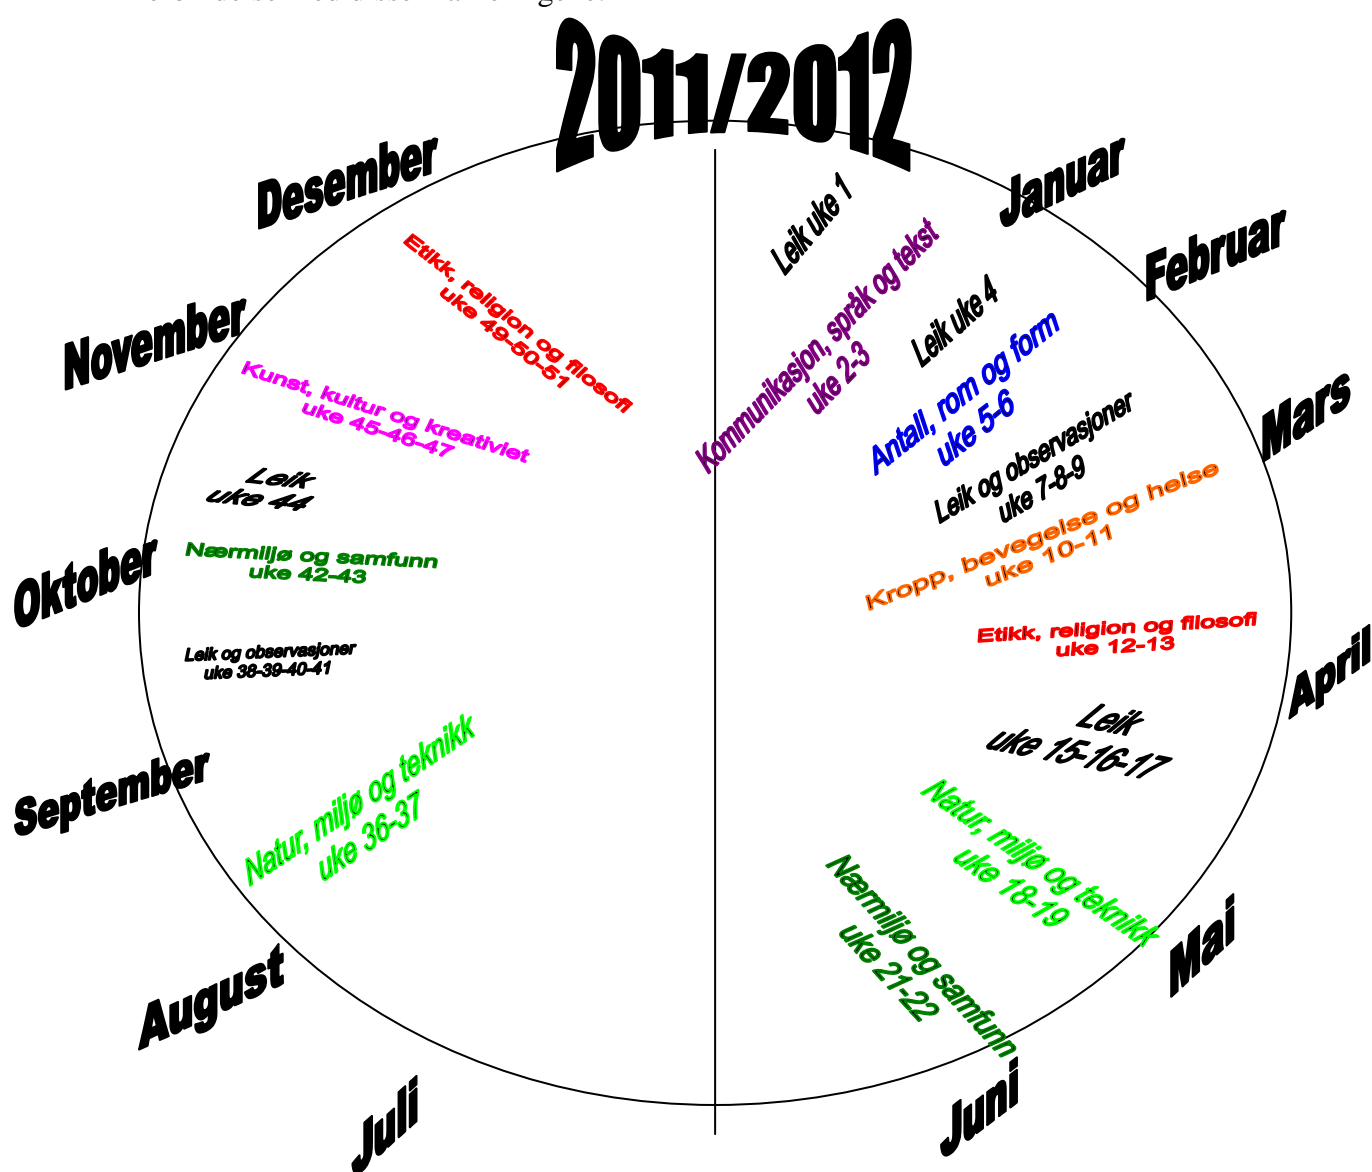 2011/2012
Januar
Februar
Mars
April
Mai
Juni
Juli
August
September
Oktober
November
Desember
Leik uke 1
Kommunikasjon, språk og tekst
uke 2-3
Leik uke 4
Antall, rom og form
uke 5-6
Leik og observasjoner
uke 7-8-9
Kropp, bevegelse og helse
uke 10-11
Etikk, religion og filosofi
uke 12-13
Leik
uke 15-16-17
Natur, miljø og teknikk
uke 18-19
Nærmiljø og samfunn
uke 21-22
Natur, miljø og teknikk
uke 36-37
Leik og observasjoner
uke 38-39-40-41
Nærmiljø og samfunn
uke 42-43
Leik
uke 44
Kunst, kultur og kreativiet
uke 45-46-47
Etikk, religion og filosofi
uke 49-50-51